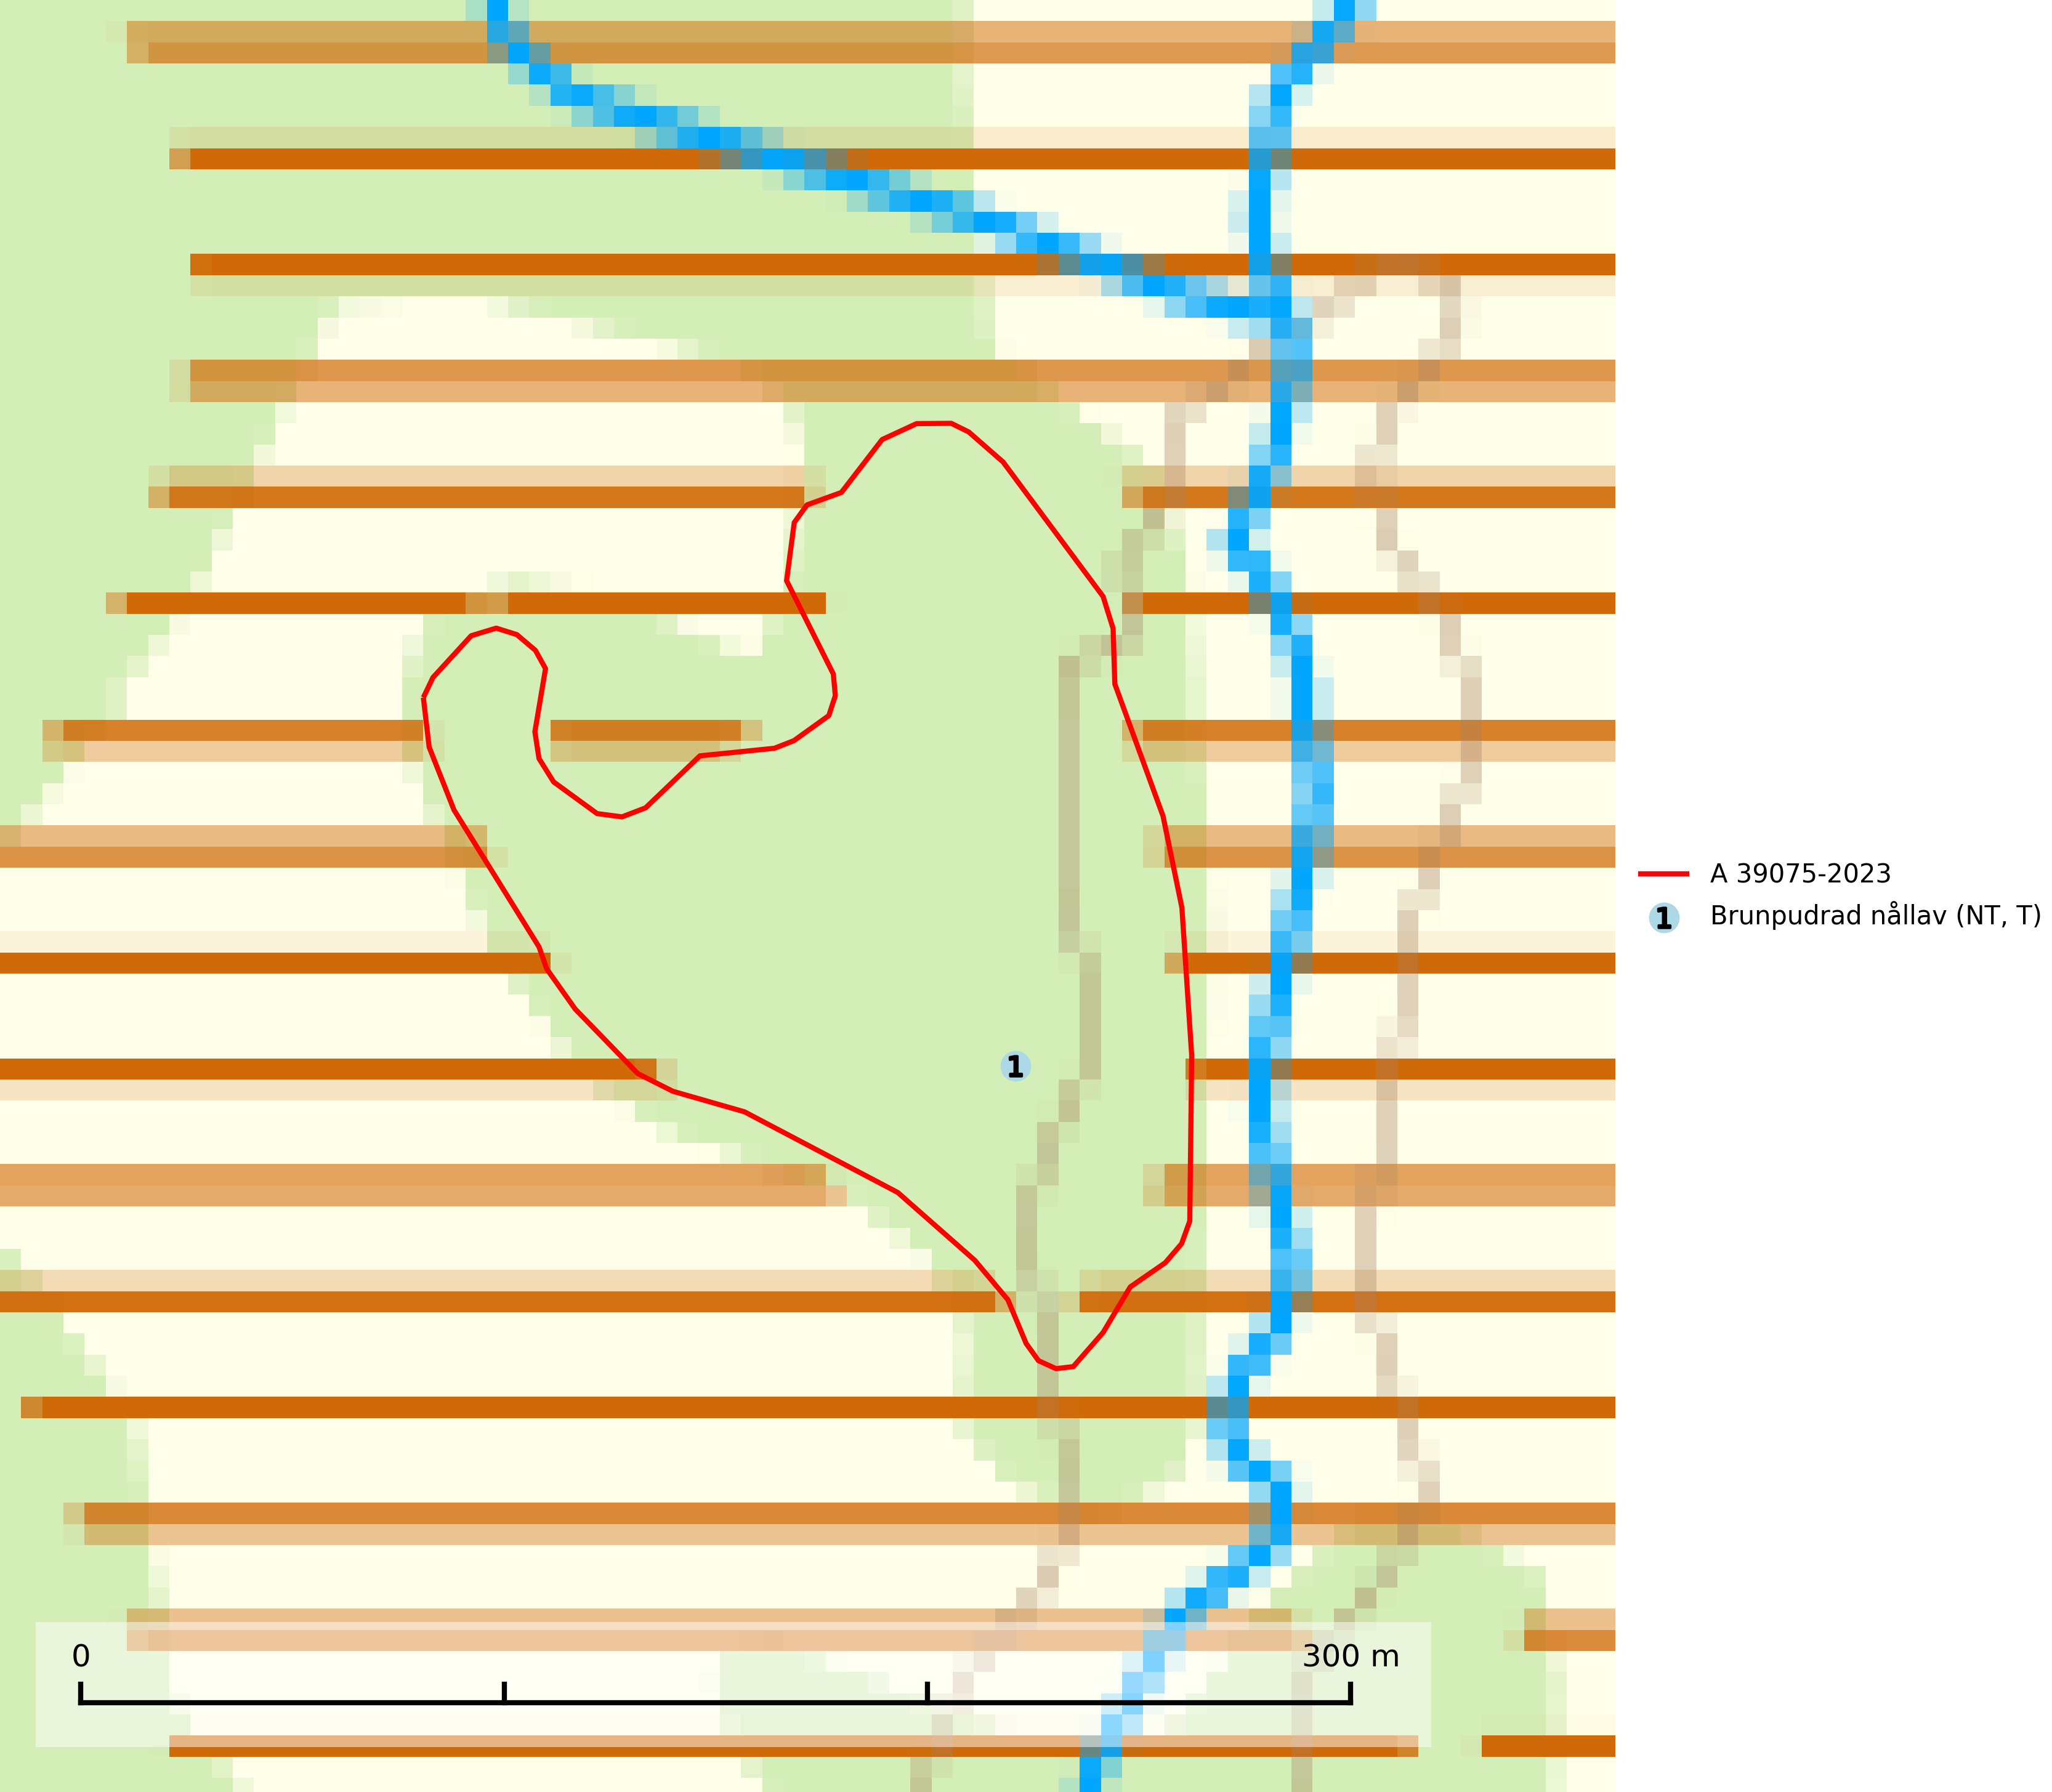 A 39075-2023
1 Brunpudrad nållav (NT, T)
1
0 300 m